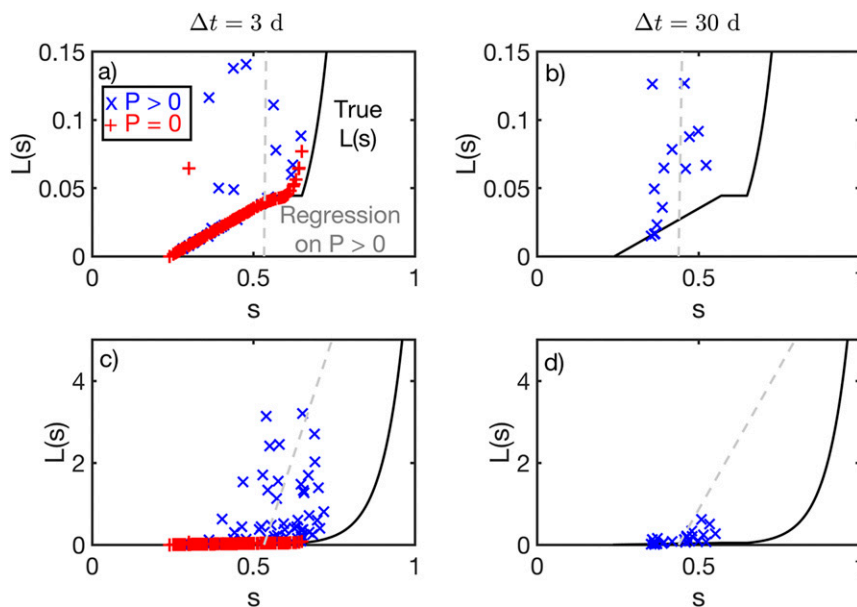 Δt = 3 d
Δt = 30 d
a)
× P > 0
+ P = 0
True
L(s)
Regression
on P > 0
L(s)
0.15
0.1
0.05
0
0
0.5
1
s
b)
L(s)
0.15
0.1
0.05
0
0
0.5
1
s
c)
L(s)
4
2
0
0
0.5
1
s
d)
L(s)
4
2
0
0
0.5
1
s